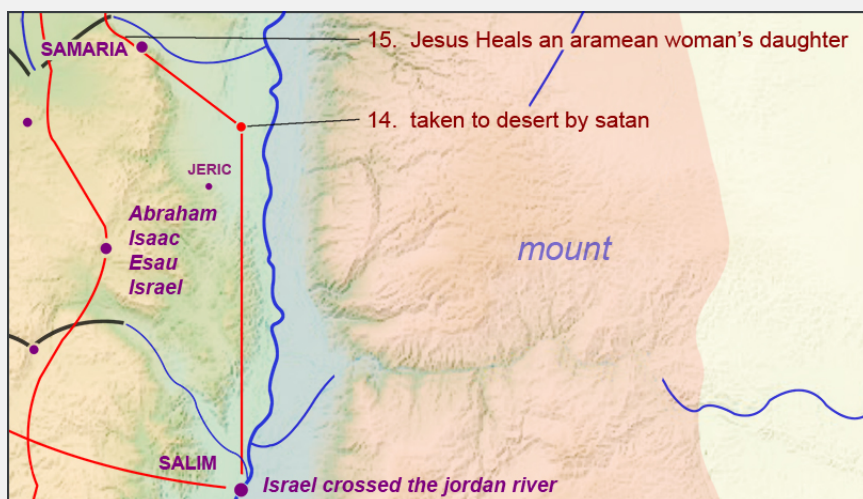 15. Jesus Heals an aramean woman's daughter
SAMARIA
14. taken to desert by satan
JERIC
Abraham
Isaac
Esau
Israel
mount
SALIM
Israel crossed the jordan river